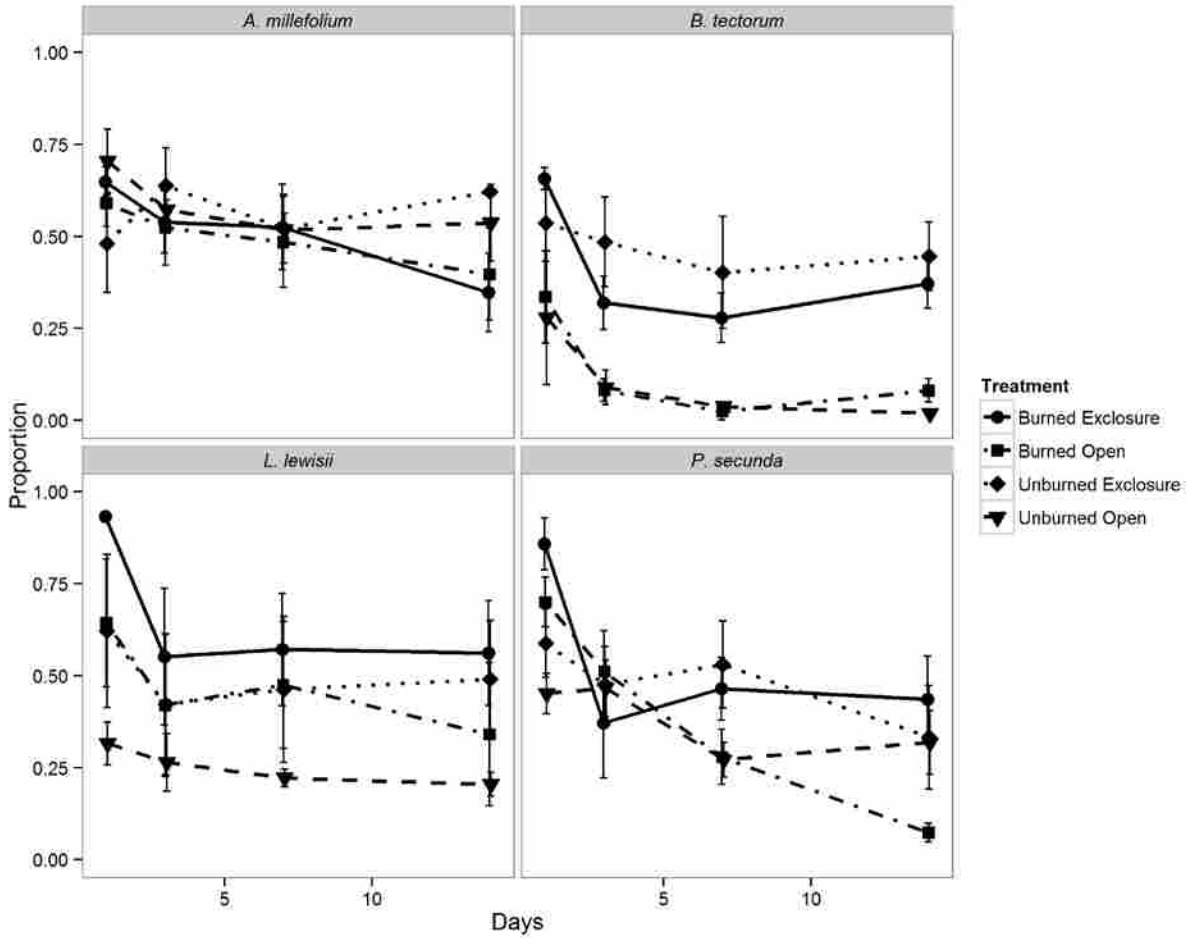 A. millefolium
B. tectorum
1.00
0.75
0.50
0.25
0.00
L. lewisii
P. secunda
1.00
0.75
0.50
0.25
0.00
Proportion
5
10
5
10
Days
Treatment
Burned Exclosure
Burned Open
Unburned Exclosure
Unburned Open